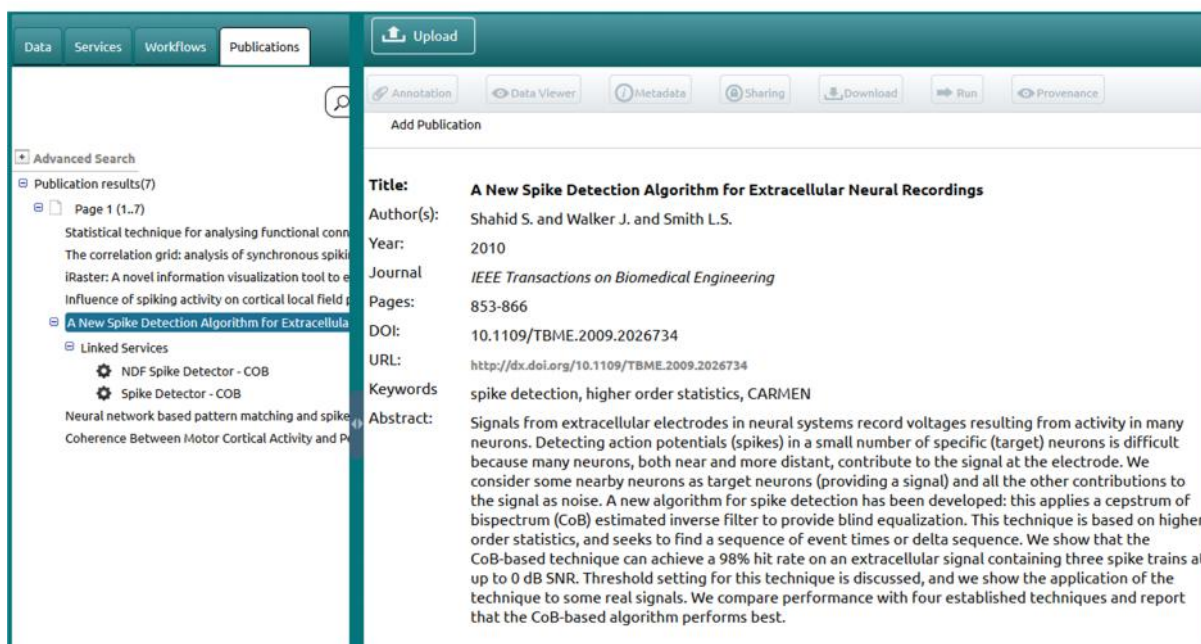 Data Services Workflows Publications
Upload
Annotation Data Viewer Metadata Sharing Download Run Provenance
Add Publication
Advanced Search
Publication results(7)
Page 1 (1..7)
Statistical technique for analysing functional conn
The correlation grid: analysis of synchronous spiki
iRaster: A novel information visualization tool to e
Influence of spiking activity on cortical local field p
A New Spike Detection Algorithm for Extracellula
Linked Services
NDF Spike Detector - COB
Spike Detector - COB
Neural network based pattern matching and spike
Coherence Between Motor Cortical Activity and Pe
Title: A New Spike Detection Algorithm for Extracellular Neural Recordings
Author(s): Shahid S. and Walker J. and Smith L.S.
Year: 2010
Journal IEEE Transactions on Biomedical Engineering
Pages: 853-866
DOI: 10.1109/TBME.2009.2026734
URL: http://dx.doi.org/10.1109/TBME.2009.2026734
Keywords spike detection, higher order statistics, CARMEN
Abstract: Signals from extracellular electrodes in neural systems record voltages resulting from activity in many
neurons. Detecting action potentials (spikes) in a small number of specific (target) neurons is difficult
because many neurons, both near and more distant, contribute to the signal at the electrode. We
consider some nearby neurons as target neurons (providing a signal) and all the other contributions to
the signal as noise. A new algorithm for spike detection has been developed: this applies a cepstrum of
bispectrum (CoB) estimated inverse filter to provide blind equalization. This technique is based on higher
order statistics, and seeks to find a sequence of event times or delta sequence. We show that the
CoB-based technique can achieve a 98% hit rate on an extracellular signal containing three spike trains at
up to 0 dB SNR. Threshold setting for this technique is discussed, and we show the application of the
technique to some real signals. We compare performance with four established techniques and report
that the CoB-based algorithm performs best.